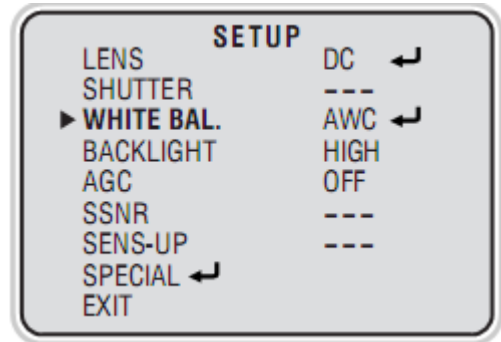 SETUP
LENS DC ↵
SHUTTER ---
▶ WHITE BAL. AWC ↵
BACKLIGHT HIGH
AGC OFF
SSNR ---
SENS-UP ---
SPECIAL ↵
EXIT